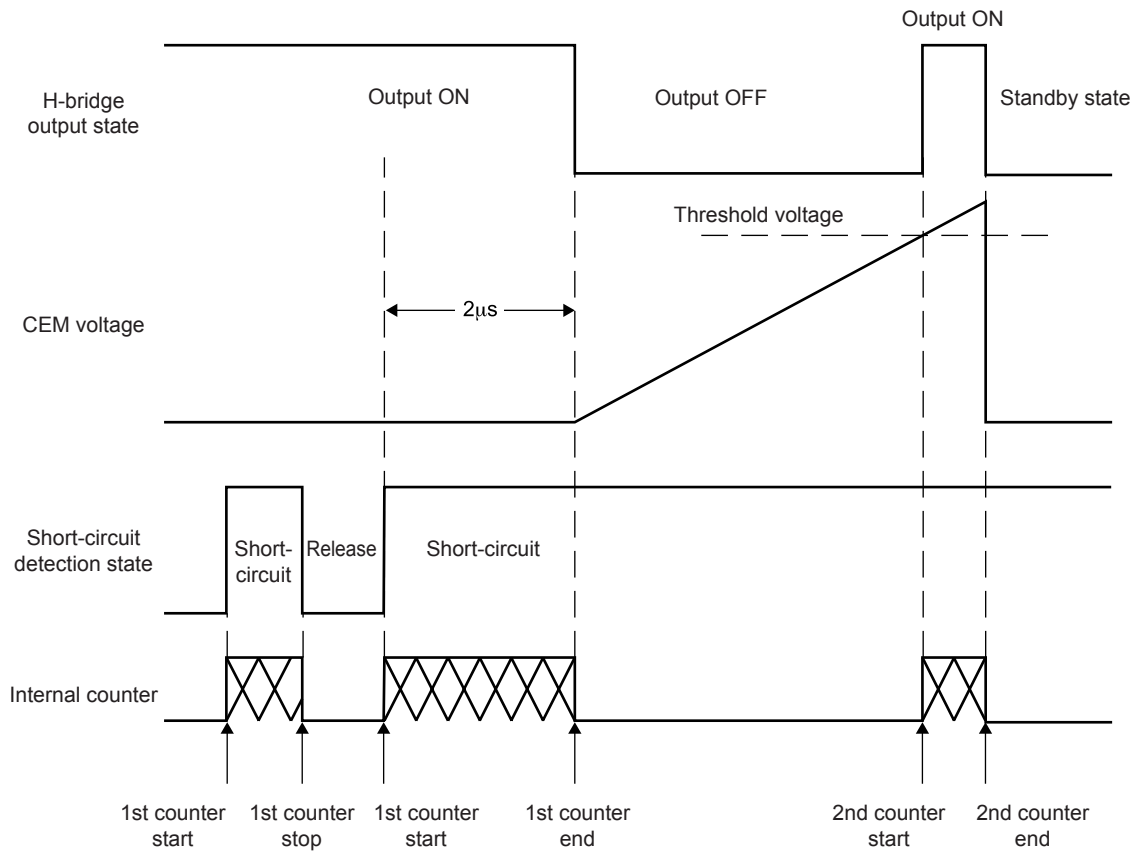 Output ON
H-bridge
output state
Output ON
Output OFF
Standby state
Threshold voltage
CEM voltage
2μs
Short-circuit
detection state
Short-
circuit
Release
Short-circuit
Internal counter
1st counter
start
1st counter
stop
1st counter
start
1st counter
end
2nd counter
start
2nd counter
end